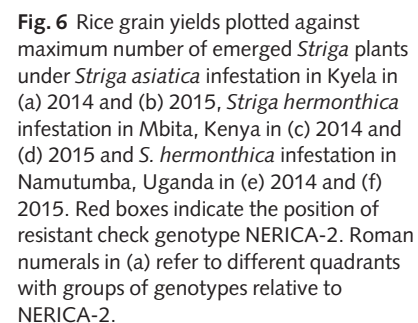 Fig. 6 Rice grain yields plotted against
maximum number of emerged Striga plants
under Striga asiatica infestation in Kyela in
(a) 2014 and (b) 2015, Striga hermonthica
infestation in Mbita, Kenya in (c) 2014 and
(d) 2015 and S. hermonthica infestation in
Namutumba, Uganda in (e) 2014 and (f)
2015. Red boxes indicate the position of
resistant check genotype NERICA-2. Roman
numerals in (a) refer to different quadrants
with groups of genotypes relative to
NERICA-2.